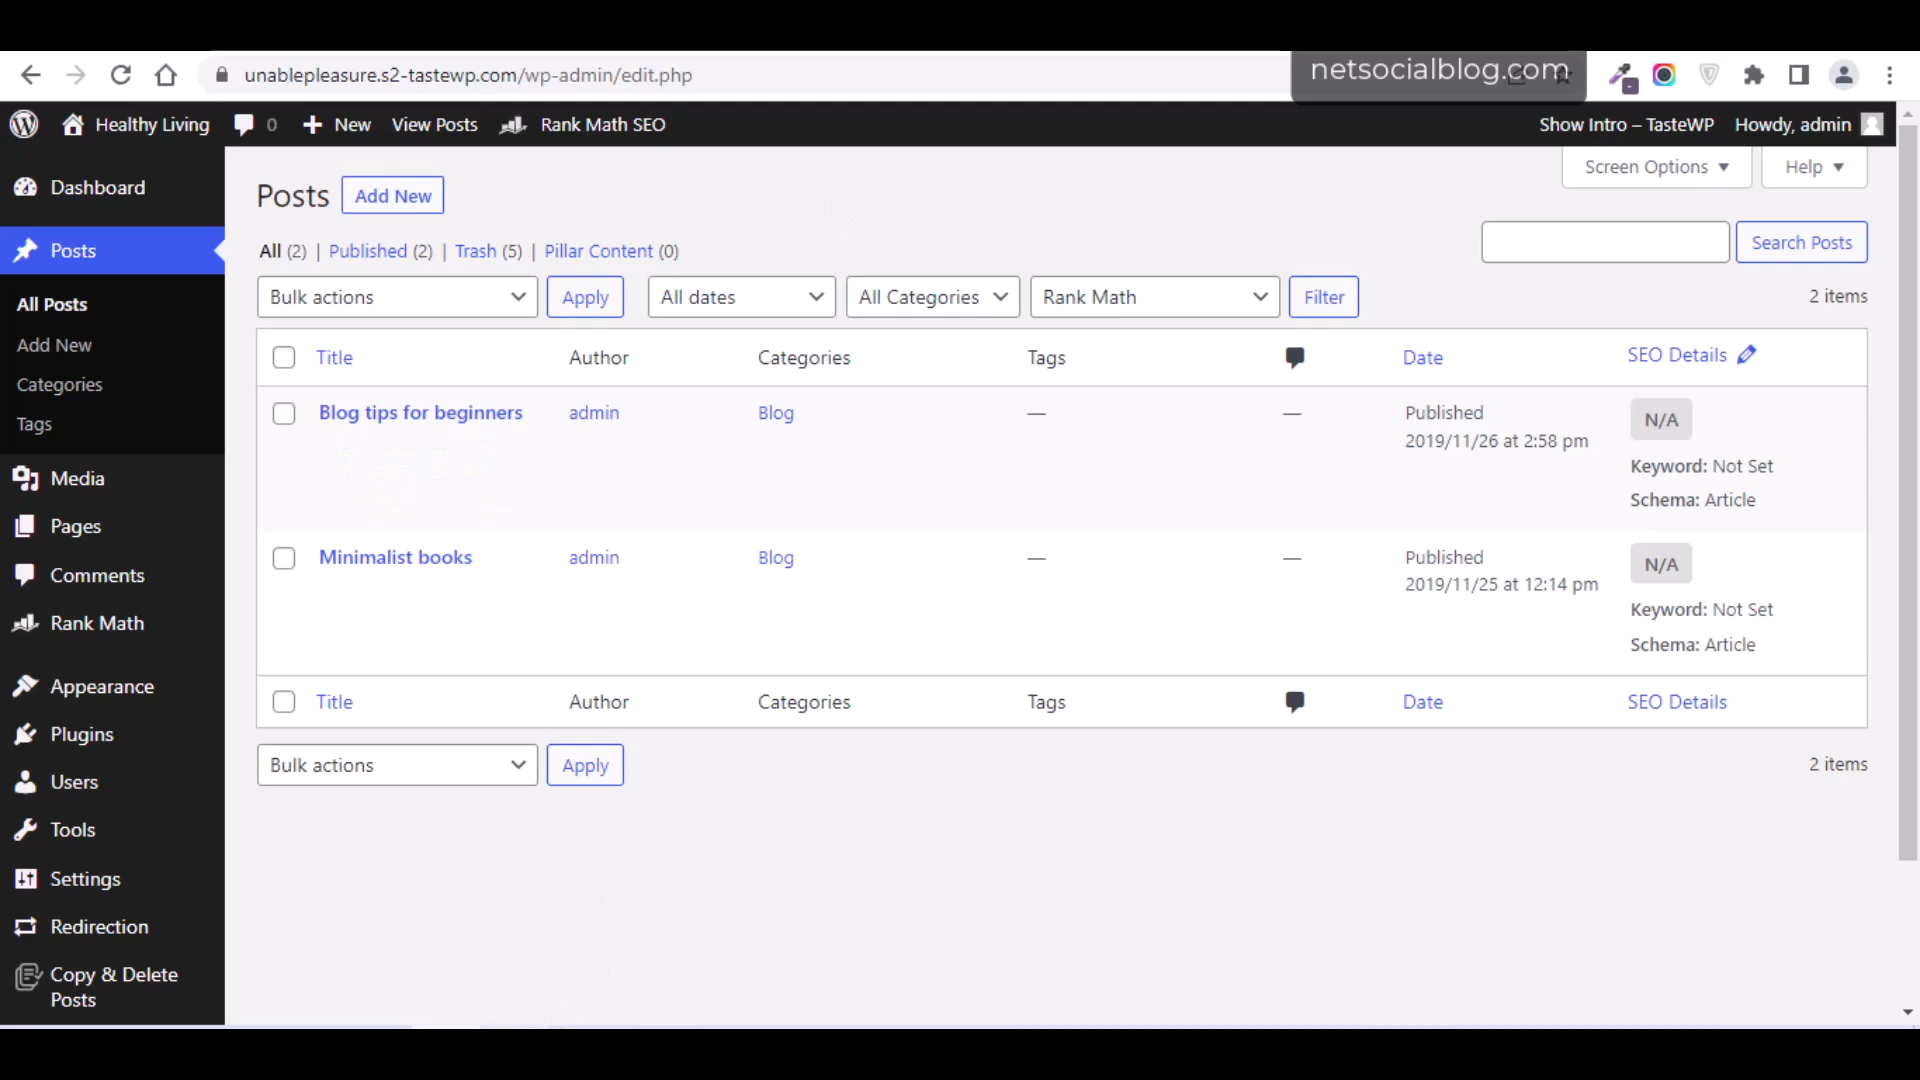 unablepleasure.s2-tastewp.com/wp-admin/edit.php
netsocialblog.com
Healthy Living 0 New View Posts Rank Math SEO Show Intro – TasteWP Howdy, admin
Screen Options Help
Dashboard
Posts
All Posts
Add New
Categories
Tags
Media
Pages
Comments
Rank Math
Appearance
Plugins
Users
Tools
Settings
Redirection
Copy & Delete
Posts
Posts Add New
All (2) | Published (2) | Trash (5) | Pillar Content (0)
Search Posts
Bulk actions Apply All dates All Categories Rank Math Filter 2 items
Title Author Categories Tags Date SEO Details
Blog tips for beginners admin Blog — — Published N/A
2019/11/26 at 2:58 pm
Keyword: Not Set
Schema: Article
Minimalist books admin Blog — — Published N/A
2019/11/25 at 12:14 pm
Keyword: Not Set
Schema: Article
Title Author Categories Tags Date SEO Details
Bulk actions Apply 2 items